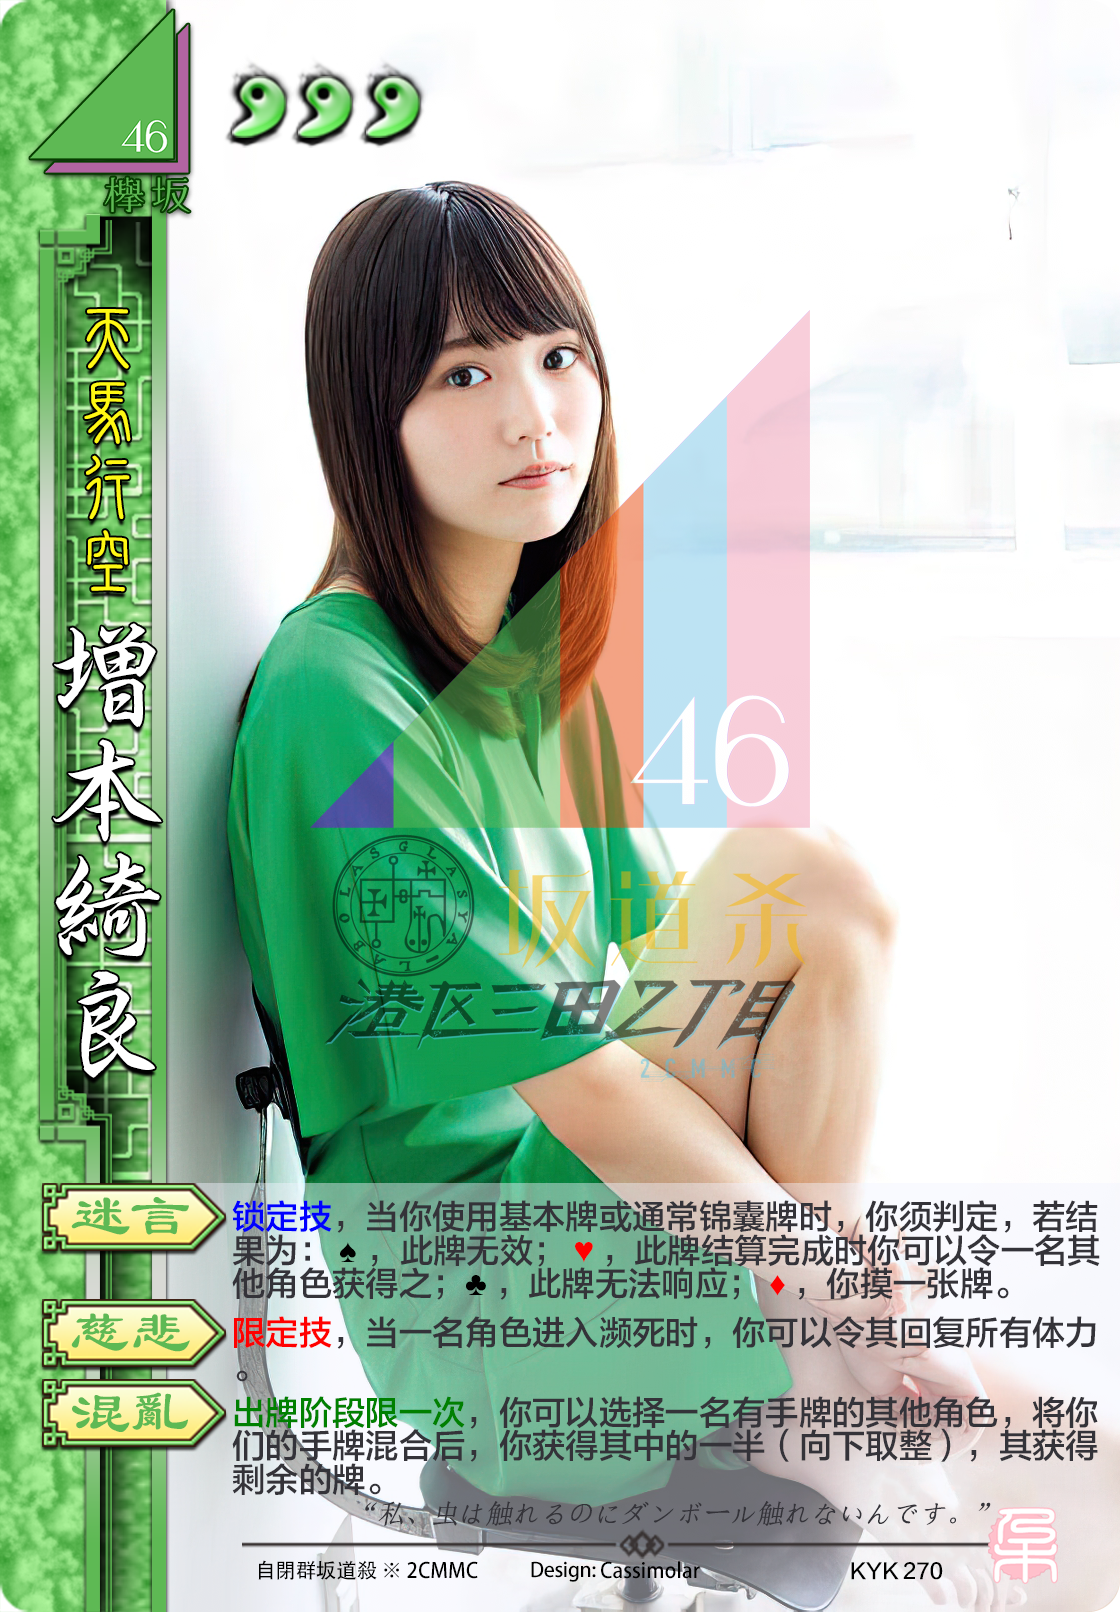 46
欅坂
天馬行空
増本綺良
46
GLASYALABOLAS
坂道杀
港区三田2丁目
2CMMC
迷言
锁定技，当你使用基本牌或通常锦囊牌时，你须判定，若结
果为：♠，此牌无效；♥，此牌结算完成时你可以令一名其
他角色获得之；♣，此牌无法响应；♦，你摸一张牌。
慈悲
限定技，当一名角色进入濒死时，你可以令其回复所有体力
。
混亂
出牌阶段限一次，你可以选择一名有手牌的其他角色，将你
们的手牌混合后，你获得其中的一半（向下取整），其获得
剩余的牌。
“私、虫は触れるのにダンボール触れないんです。”
自閉群坂道殺 ※ 2CMMC Design: Cassimolar KYK 270